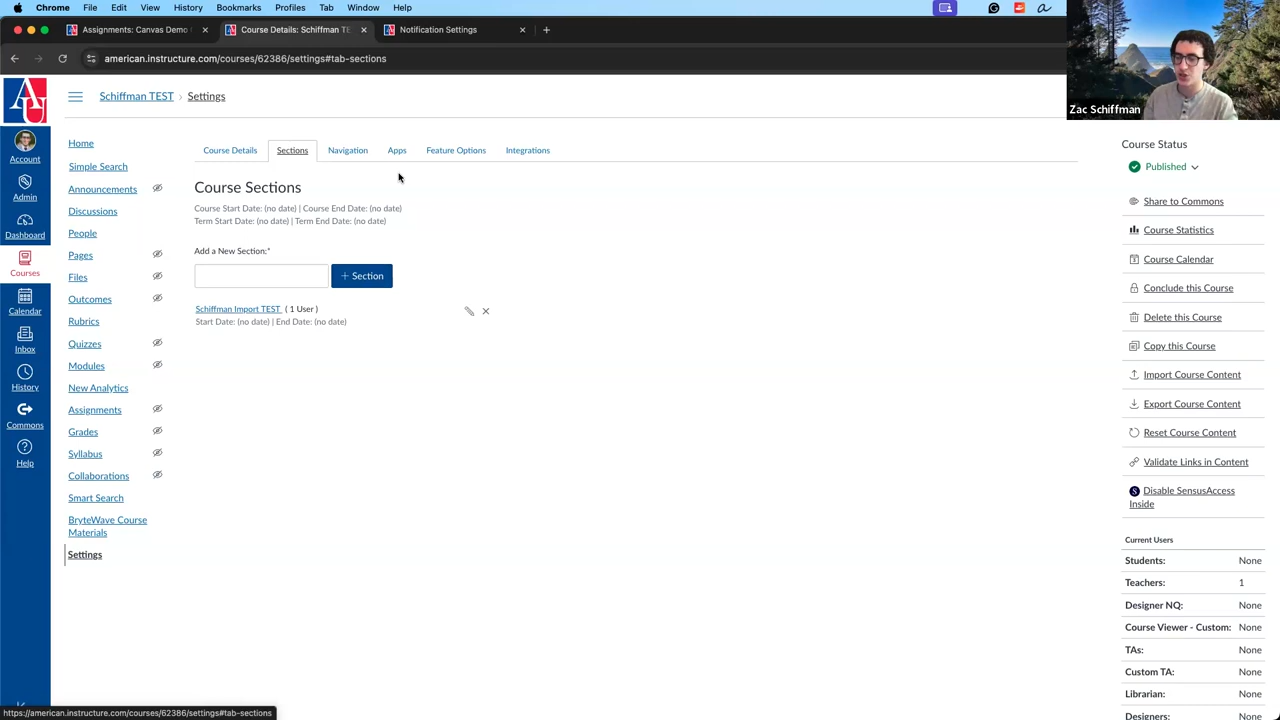 Chrome File Edit View History Bookmarks Profiles Tab Window Help
Assignments: Canvas Demo
Course Details: Schiffman TE
Notification Settings
american.instructure.com/courses/62386/settings#tab-sections
Zac Schiffman
AU
Schiffman TEST › Settings
Account
Admin
Dashboard
Courses
Calendar
Inbox
History
Commons
Help
Home
Simple Search
Announcements
Discussions
People
Pages
Files
Outcomes
Rubrics
Quizzes
Modules
New Analytics
Assignments
Grades
Syllabus
Collaborations
Smart Search
BryteWave Course
Materials
Settings
Course Details Sections Navigation Apps Feature Options Integrations
Course Sections
Course Start Date: (no date) | Course End Date: (no date)
Term Start Date: (no date) | Term End Date: (no date)
Add a New Section:*
+ Section
Schiffman Import TEST ( 1 User )
Start Date: (no date) | End Date: (no date)
Course Status
Published
Share to Commons
Course Statistics
Course Calendar
Conclude this Course
Delete this Course
Copy this Course
Import Course Content
Export Course Content
Reset Course Content
Validate Links in Content
Disable SensusAccess
Inside
Current Users
Students: None
Teachers: 1
Designer NQ: None
Course Viewer - Custom: None
TAs: None
Custom TA: None
Librarian: None
Designers: None
https://american.instructure.com/courses/62386/settings#tab-sections